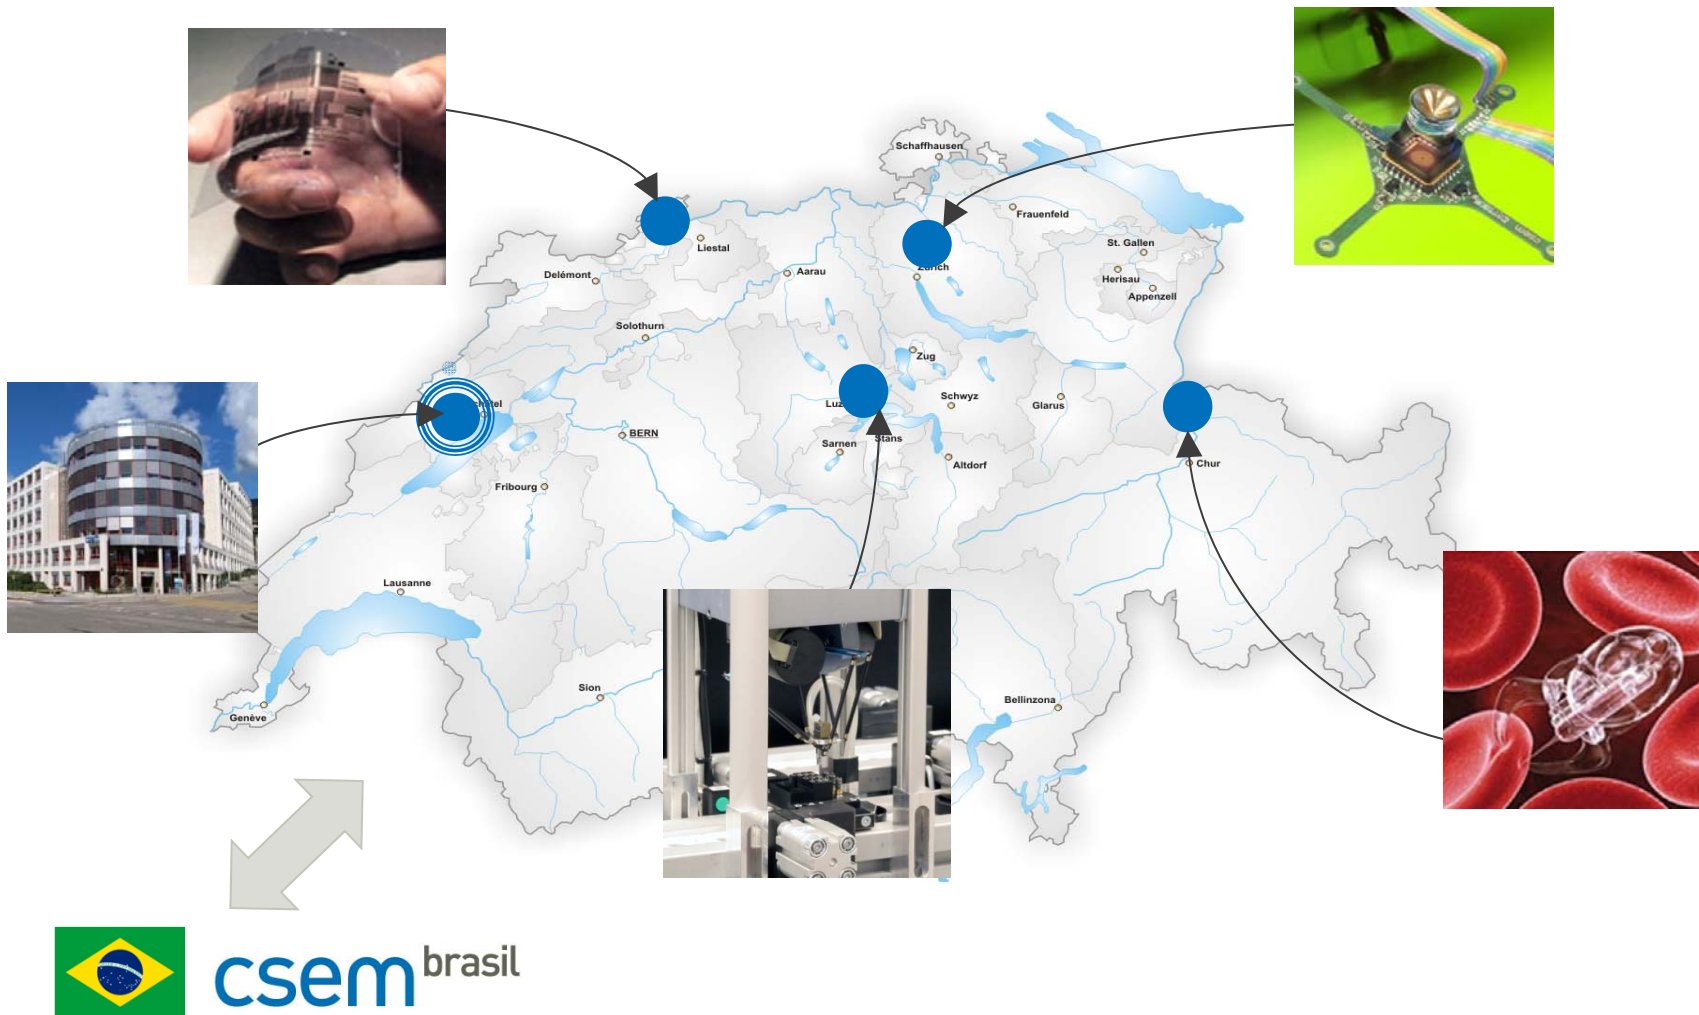 Schaffhausen
Frauenfeld
Liestal
St. Gallen
Delémont
Aarau
Zürich
Herisau
Appenzell
Solothurn
Zug
Schwyz
Glarus
BERN
Stans
Sarnen
Altdorf
Chur
Fribourg
Lausanne
Sion
Bellinzona
Genève
csem
csem brasil